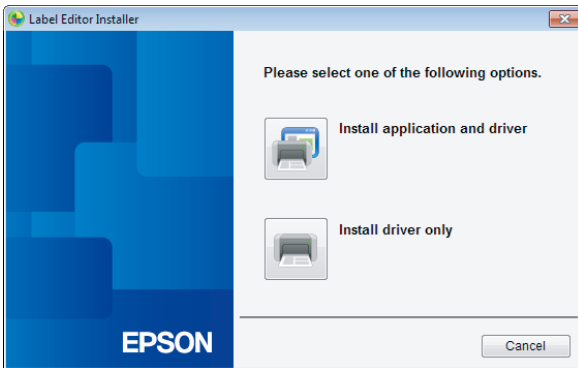 Label Editor Installer
Please select one of the following options.
Install application and driver
Install driver only
EPSON
Cancel